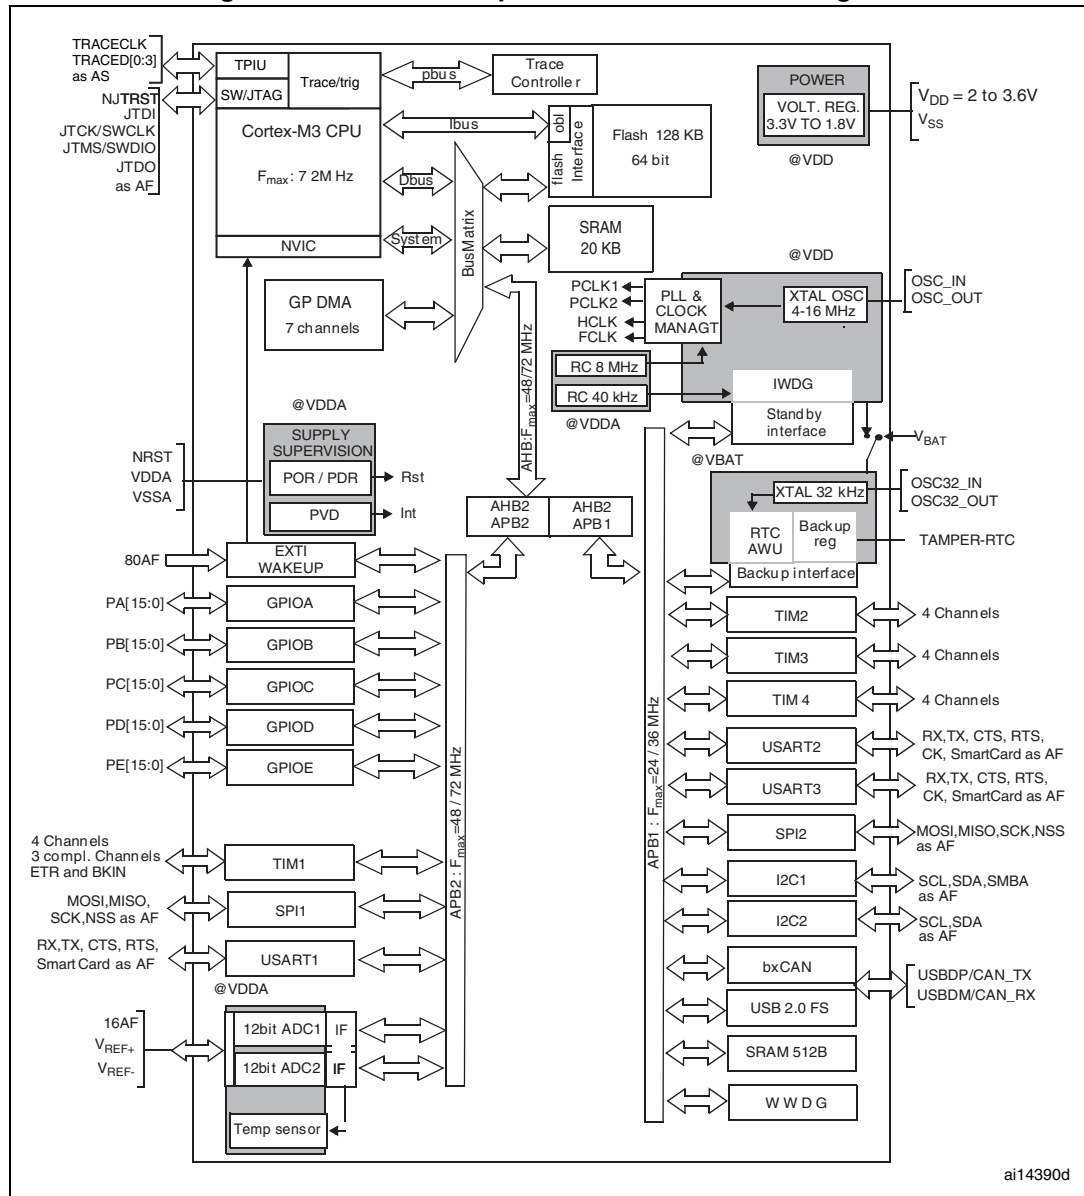 TRACECLK
TRACED[0:3]
as AS
NJTRST
JTDI
JTCK/SWCLK
JTMS/SWDIO
JTDO
as AF
TPIU
SW/JTAG
Trace/trig
Cortex-M3 CPU
Fmax: 7 2M Hz
NVIC
pbus
Trace
Controller
Ibus
Dbus
System
BusMatrix
flash obl
Interface
Flash 128 KB
64 bit
SRAM
20 KB
GP DMA
7 channels
AHB:Fmax=48/72 MHz
POWER
VOLT. REG.
3.3V TO 1.8V
@VDD
VDD = 2 to 3.6V
VSS
@VDD
PCLK1
PCLK2
HCLK
FCLK
PLL &
CLOCK
MANAGT
XTAL OSC
4-16 MHz
OSC_IN
OSC_OUT
RC 8 MHz
RC 40 kHz
@VDDA
IWDG
Standby
interface
@VBAT
VBAT
XTAL 32 kHz
OSC32_IN
OSC32_OUT
RTC
AWU
Backup
reg
TAMPER-RTC
Backup interface
@VDDA
SUPPLY
SUPERVISION
NRST
VDDA
VSSA
POR / PDR
Rst
PVD
Int
AHB2
APB2
AHB2
APB1
80AF
EXTI
WAKEUP
PA[15:0]
GPIOA
PB[15:0]
GPIOB
PC[15:0]
GPIOC
PD[15:0]
GPIOD
PE[15:0]
GPIOE
4 Channels
3 compl. Channels
ETR and BKIN
TIM1
MOSI,MISO,
SCK,NSS as AF
SPI1
RX,TX, CTS, RTS,
SmartCard as AF
USART1
@VDDA
16AF
VREF+
VREF-
12bit ADC1 IF
12bit ADC2 IF
Temp sensor
APB2 : Fmax=48 / 72 MHz
APB1 : Fmax=24 / 36 MHz
TIM2
4 Channels
TIM3
4 Channels
TIM 4
4 Channels
USART2
RX,TX, CTS, RTS,
CK, SmartCard as AF
USART3
RX,TX, CTS, RTS,
CK, SmartCard as AF
SPI2
MOSI,MISO,SCK,NSS
as AF
I2C1
SCL,SDA,SMBA
as AF
I2C2
SCL,SDA
as AF
bxCAN
USBDP/CAN_TX
USBDM/CAN_RX
USB 2.0 FS
SRAM 512B
W W D G
ai14390d